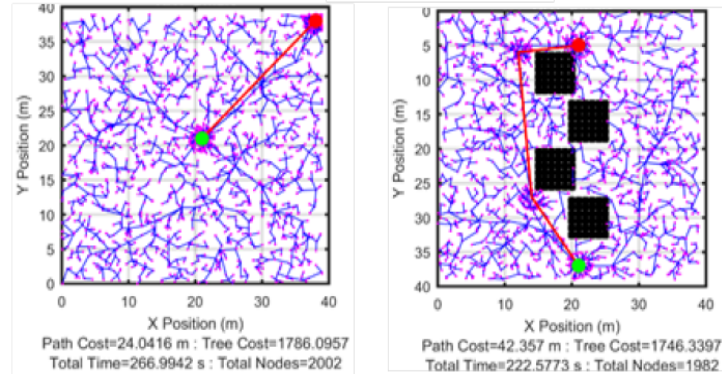 40
35
30
25
20
15
10
5
0
Y Position (m)
0 10 20 30 40
X Position (m)
Path Cost=24.0416 m : Tree Cost=1786.0957
Total Time=266.9942 s : Total Nodes=2002
0
5
10
15
20
25
30
35
40
Y Position (m)
0 10 20 30 40
X Position (m)
Path Cost=42.357 m : Tree Cost=1746.3397
Total Time=222.5773 s : Total Nodes=1982